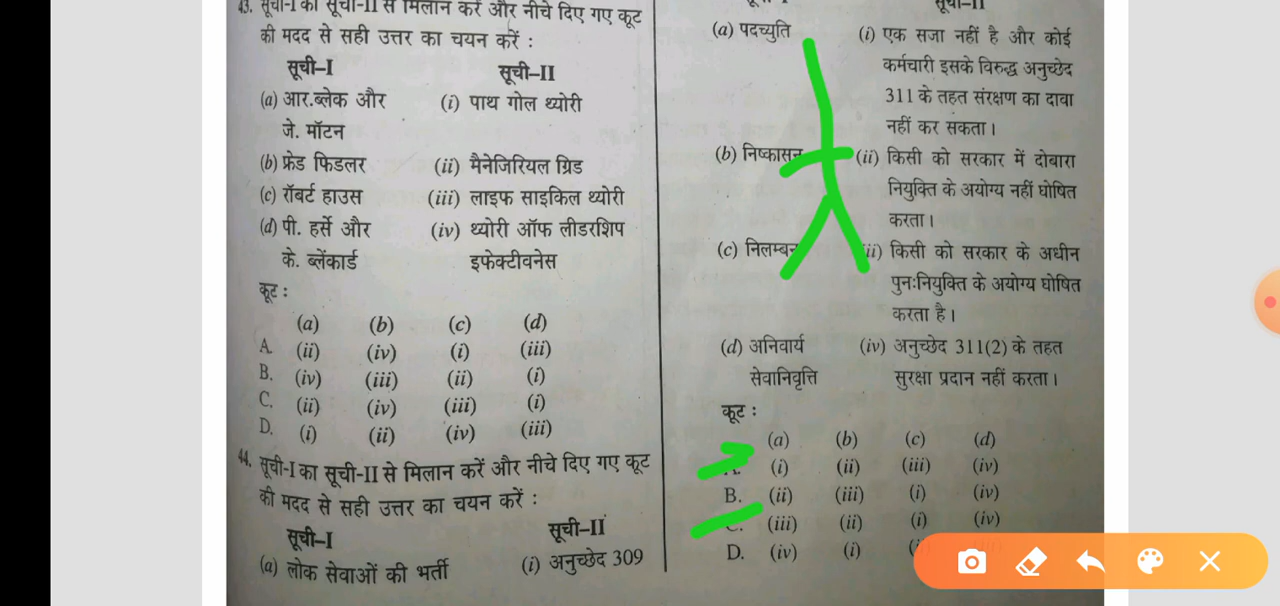 43. सूची-I का सूची-II से मिलान करें और नीचे दिए गए कूट
की मदद से सही उत्तर का चयन करें :
सूची–I सूची–II
(a) आर.ब्लेक और (i) पाथ गोल थ्योरी
जे. मॉटन
(b) फ्रेड फिडलर (ii) मैनेजिरियल ग्रिड
(c) रॉबर्ट हाउस (iii) लाइफ साइकिल थ्योरी
(d) पी. हर्से और (iv) थ्योरी ऑफ लीडरशिप
के. ब्लेंकार्ड इफेक्टीवनेस
कूट :
(a) (b) (c) (d)
A. (ii) (iv) (i) (iii)
B. (iv) (iii) (ii) (i)
C. (ii) (iv) (iii) (i)
D. (i) (ii) (iv) (iii)
44. सूची-I का सूची-II से मिलान करें और नीचे दिए गए कूट
की मदद से सही उत्तर का चयन करें :
सूची–I सूची–II
(a) लोक सेवाओं की भर्ती (i) अनुच्छेद 309
सूची–II
(a) पदच्युति (i) एक सजा नहीं है और कोई
कर्मचारी इसके विरुद्ध अनुच्छेद
311 के तहत संरक्षण का दावा
नहीं कर सकता।
(b) निष्कासन (ii) किसी को सरकार में दोबारा
नियुक्ति के अयोग्य नहीं घोषित
करता।
(c) निलम्बन (iii) किसी को सरकार के अधीन
पुनःनियुक्ति के अयोग्य घोषित
करता है।
(d) अनिवार्य (iv) अनुच्छेद 311(2) के तहत
सेवानिवृत्ति सुरक्षा प्रदान नहीं करता।
कूट :
(a) (b) (c) (d)
(i) (ii) (iii) (iv)
B. (ii) (iii) (i) (iv)
(iii) (ii) (i) (iv)
D. (iv) (i)